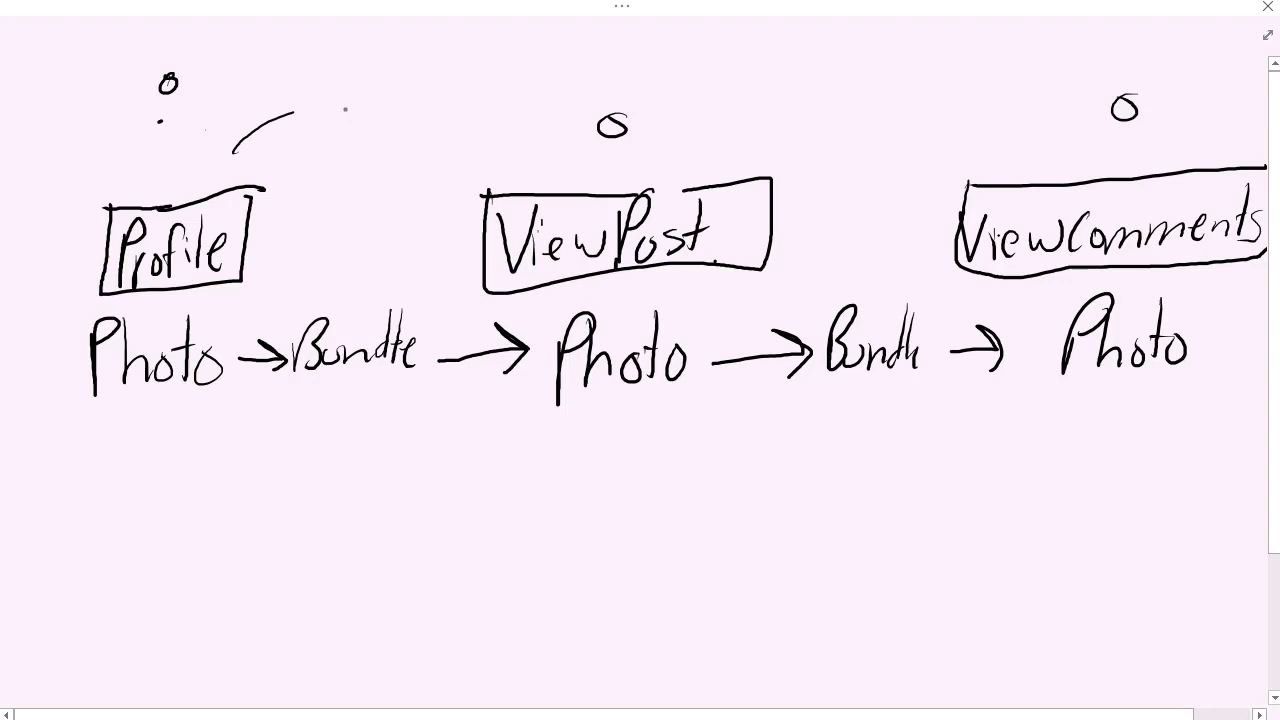 Profile ViewPost ViewComments
Photo → Bundle → Photo → Bundle → Photo